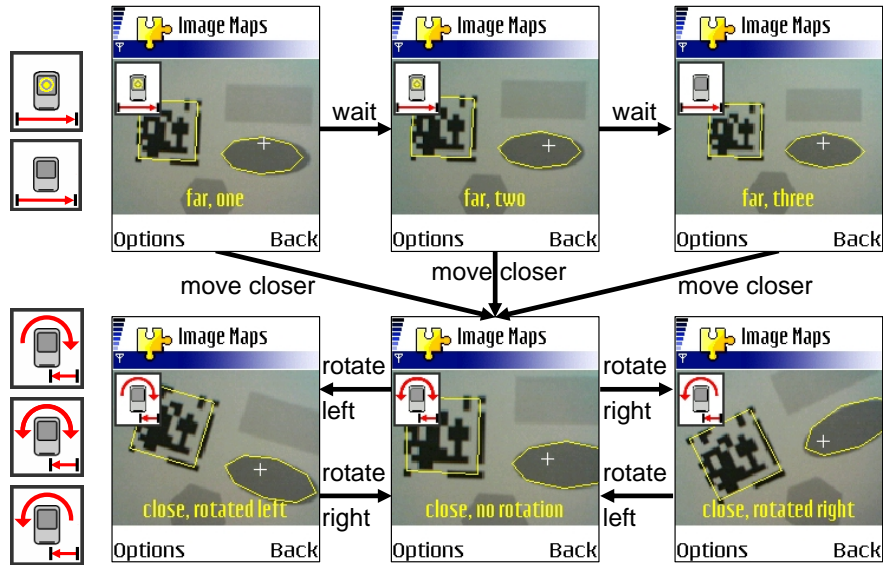 Image Maps
Image Maps
Image Maps
wait
wait
far, one
far, two
far, three
Options Back
Options Back
Options Back
move closer
move closer
move closer
Image Maps
Image Maps
Image Maps
rotate
left
rotate
right
rotate
right
rotate
left
close, rotated left
close, no rotation
close, rotated right
Options Back
Options Back
Options Back